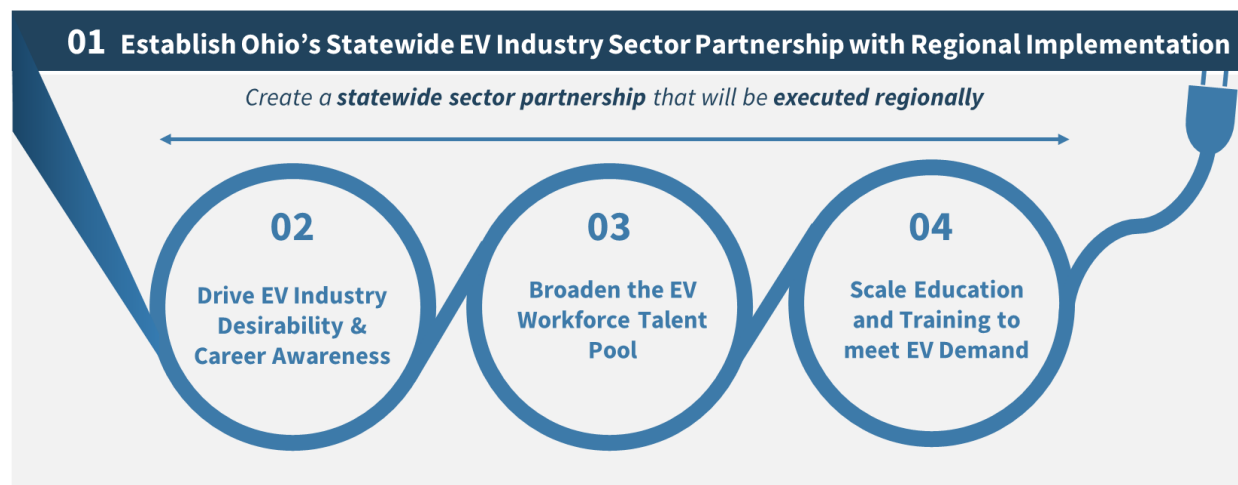 01 Establish Ohio’s Statewide EV Industry Sector Partnership with Regional Implementation
Create a statewide sector partnership that will be executed regionally
02
Drive EV Industry
Desirability &
Career Awareness
03
Broaden the EV
Workforce Talent
Pool
04
Scale Education
and Training to
meet EV Demand